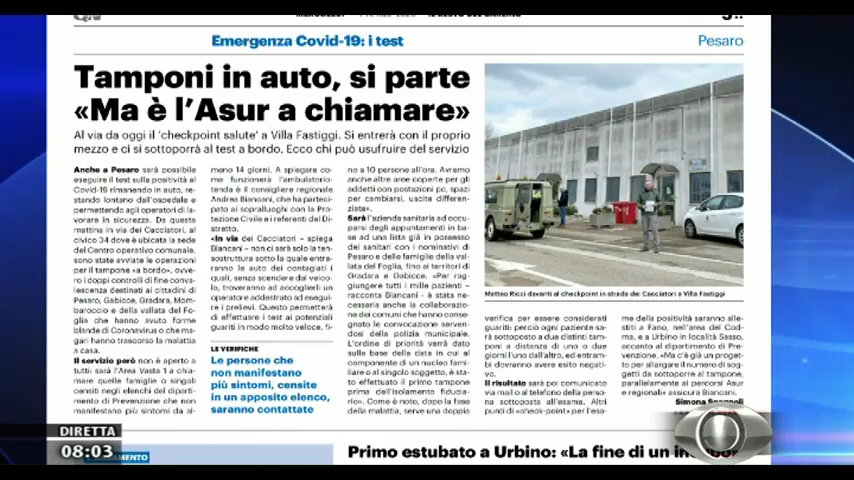 Emergenza Covid-19: i test
Pesaro
Tamponi in auto, si parte
«Ma è l'Asur a chiamare»
Al via da oggi il 'checkpoint salute' a Villa Fastiggi. Si entrerà con il proprio
mezzo e ci si sottoporrà al test a bordo. Ecco chi può usufruire del servizio
Anche a Pesaro sarà possibile
eseguire il test sulla positività al
Covid-19 rimanendo in auto, re-
stando lontano dall'ospedale e
permettendo agli operatori di la-
vorare in sicurezza. Da questa
mattina in via dei Cacciatori, al
civico 34 dove è ubicata la sede
del Centro operativo comunale,
sono state avviate le operazioni
per il tampone «a bordo», ovve-
ro i doppi controlli di fine conva-
lescenza destinati ai cittadini di
Pesaro, Gabicce, Gradara, Mom-
baroccio e della vallata del Fo-
glia che hanno avuto forme
blande di Coronavirus o che ma-
gari hanno trascorso la malattia
a casa.
Il servizio però non è aperto a
tutti: sarà l'Area Vasta 1 a
chiamare quelle famiglie o singoli
censiti negli elenchi del diparti-
mento di Prevenzione che non
manifestano più sintomi da al-
meno 14 giorni. A spiegare co-
me funzionerà l'ambulatorio-
tenda è il consigliere regionale
Andrea Biancani, che ha parteci-
pato ai sopralluoghi con la Pro-
tezione Civile e i referenti del Di-
stretto.
«In via dei Cacciatori – spiega
Biancani – non ci sarà solo la ten-
sostruttura sotto la quale entre-
ranno le auto dei contagiati i
quali, senza scendere dal veico-
lo, troveranno ad accoglierli un
operatore addestrato ad esegui-
re i prelievi. Questo permetterà
di effettuare i test ai potenziali
guariti in modo molto veloce, fi-
LE VERIFICHE
Le persone che
non manifestano
più sintomi, censite
in un apposito elenco,
saranno contattate
no a 10 persone all'ora. Avremo
anche altre aree coperte per gli
addetti con postazioni pc, spazi
per cambiarsi, uscite differen-
ziate».
Sarà l'azienda sanitaria ad occu-
parsi degli appuntamenti in ba-
se ad una lista già in possesso
dei sanitari con i nominativi di
Pesaro e delle famiglie della val-
lata del Foglia, fino ai territori di
Gradara e Gabicce. «Per rag-
giungere tutti i mille pazienti –
racconta Biancani - è stata ne-
cessaria anche la collaborazio-
ne dei comuni che hanno conse-
gnato le convocazione serven-
dosi della polizia municipale.
L'ordine di priorità verrà dato
sulla base della data in cui al
componente di un nucleo fami-
liare o al singolo soggetto, è sta-
to effettuato il primo tampone
prima dell'isolamento fiducia-
rio». Come è noto, dopo la fase
della malattia, serve una doppia
Matteo Ricci davanti al checkpoint in strada dei Cacciatori a Villa Fastiggi
verifica per essere considerati
guariti: perciò ogni paziente sa-
rà sottoposto a due distinti tam-
poni a distanza di uno o due
giorni l'uno dall'altro, ed entram-
bi dovranno avere esito negati-
vo.
Il risultato sarà poi comunicato
via mail o al telefono della perso-
na sottoposta all'esame. Altri
punti di «check-point» per l'esa-
me della positività saranno alle-
stiti a Fano, nell'area del Cod-
ma, e a Urbino in località Sasso,
accanto al dipartimento di Pre-
venzione. «Ma c'è già un proget-
to per allargare il numero di sog-
getti da sottoporre al tampone,
parallelamente ai percorsi Asur
e regionali» assicura Biancani.
Simona
Primo estubato a Urbino: «La fine di un
DIRETTA
08:03